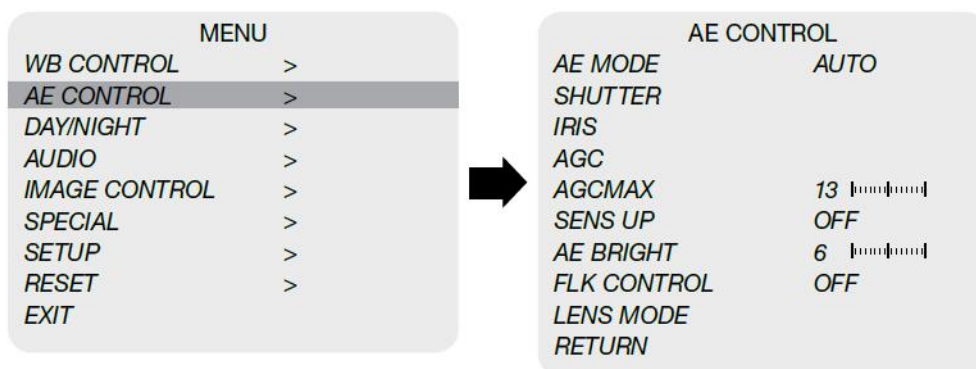 MENU
WB CONTROL >
AE CONTROL >
DAY/NIGHT >
AUDIO >
IMAGE CONTROL >
SPECIAL >
SETUP >
RESET >
EXIT
AE CONTROL
AE MODE AUTO
SHUTTER
IRIS
AGC
AGCMAX 13
SENS UP OFF
AE BRIGHT 6
FLK CONTROL OFF
LENS MODE
RETURN